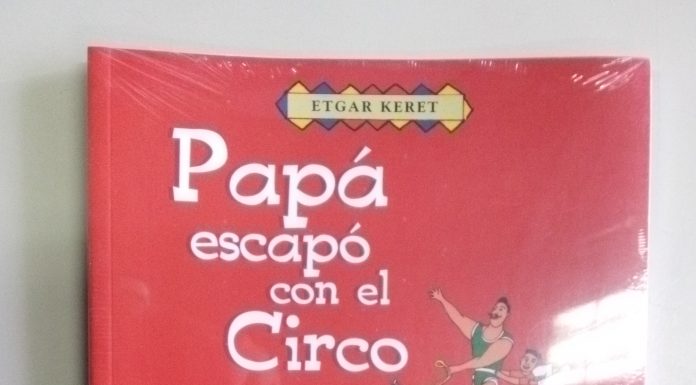 ETGAR KERET
Papá
escapó
con el
Circo